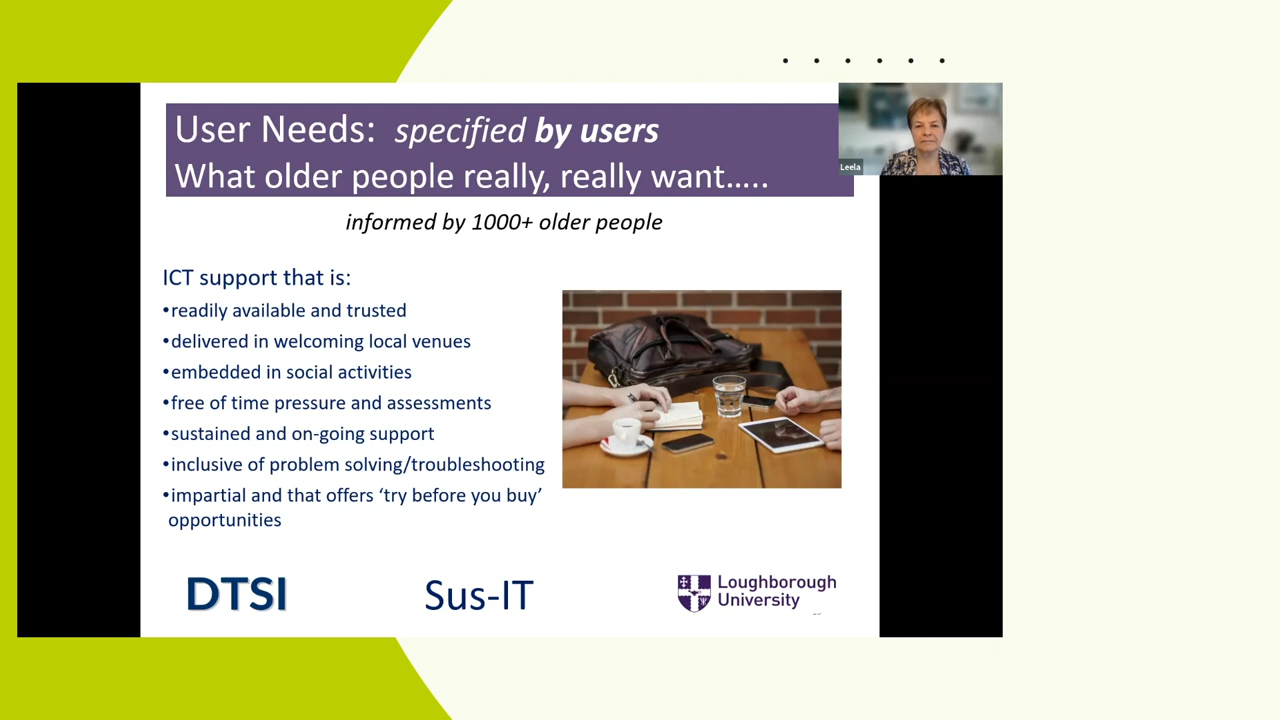 User Needs: specified by users
What older people really, really want…..
Leela
informed by 1000+ older people
ICT support that is:
•readily available and trusted
•delivered in welcoming local venues
•embedded in social activities
•free of time pressure and assessments
•sustained and on-going support
•inclusive of problem solving/troubleshooting
•impartial and that offers ‘try before you buy’
opportunities
DTSI
Sus-IT
Loughborough
University